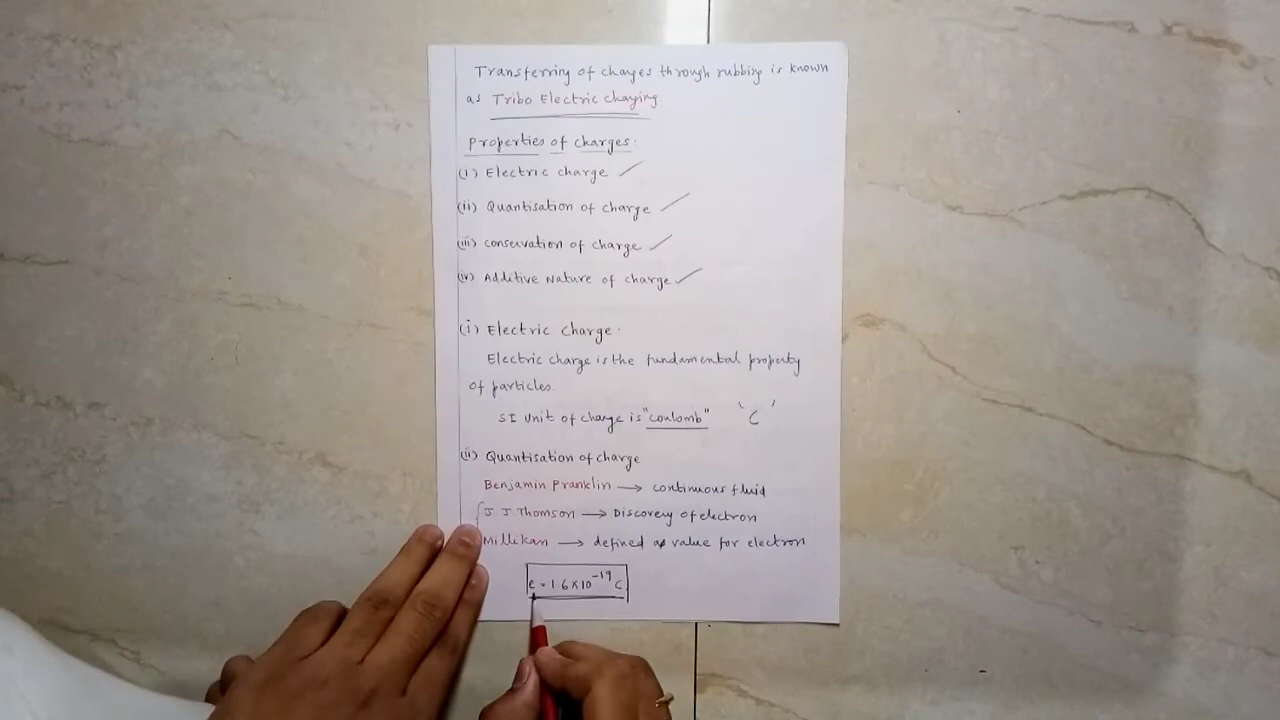 Transferring of charges through rubbing is known
as Tribo Electric charging.
Properties of charges:
(i) Electric charge ✓
(ii) Quantisation of charge ✓
(iii) conservation of charge ✓
(iv) Additive Nature of charge ✓
(i) Electric charge.
Electric charge is the fundamental property
of particles.
SI Unit of charge is "coulomb" 'C'
(ii) Quantisation of charge
Benjamin Franklin → continuous fluid
J J Thomson → Discovery of electron
Millikan → defined a value for electron
e = 1.6 x 10⁻¹⁹ C